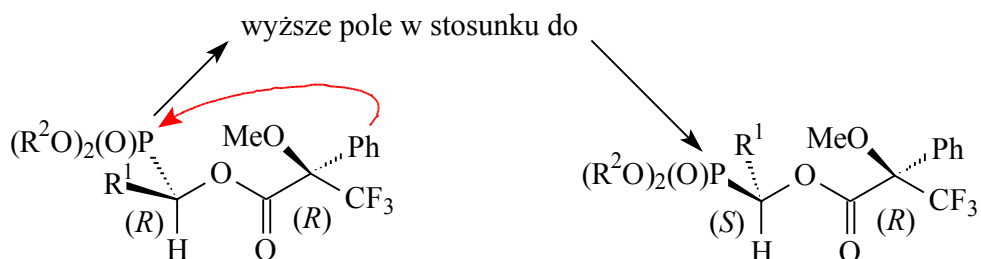 wyższe pole w stosunku do
(R²O)₂(O)P MeO Ph R¹ O CF₃ (R) (R) H O
(R²O)₂(O)P R¹ MeO Ph O CF₃ (S) (R) H O